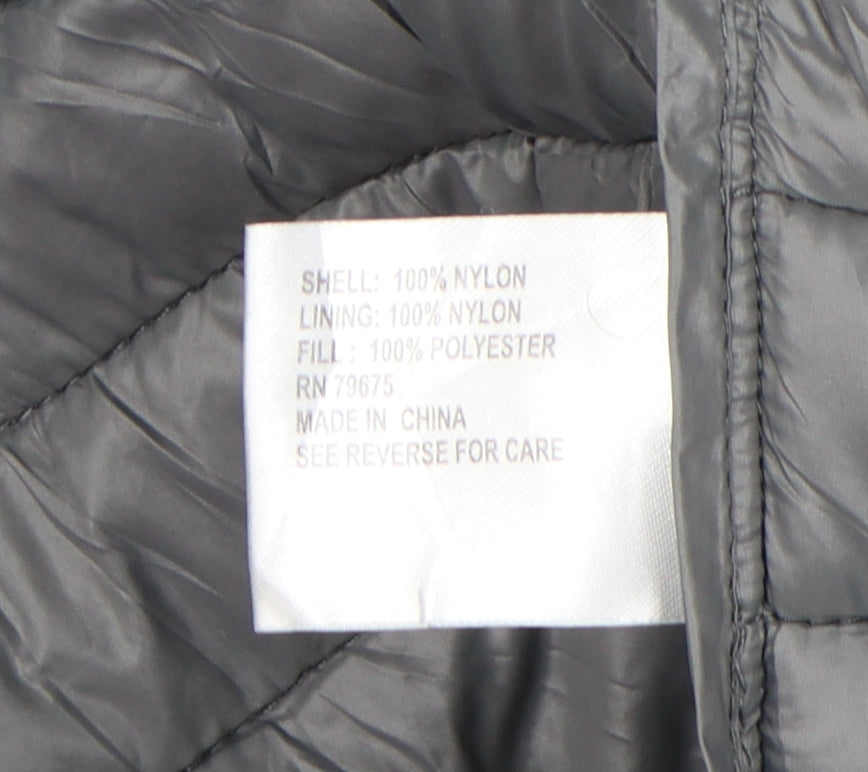 SHELL: 100% NYLON
LINING: 100% NYLON
FILL : 100% POLYESTER
RN 79675
MADE IN CHINA
SEE REVERSE FOR CARE